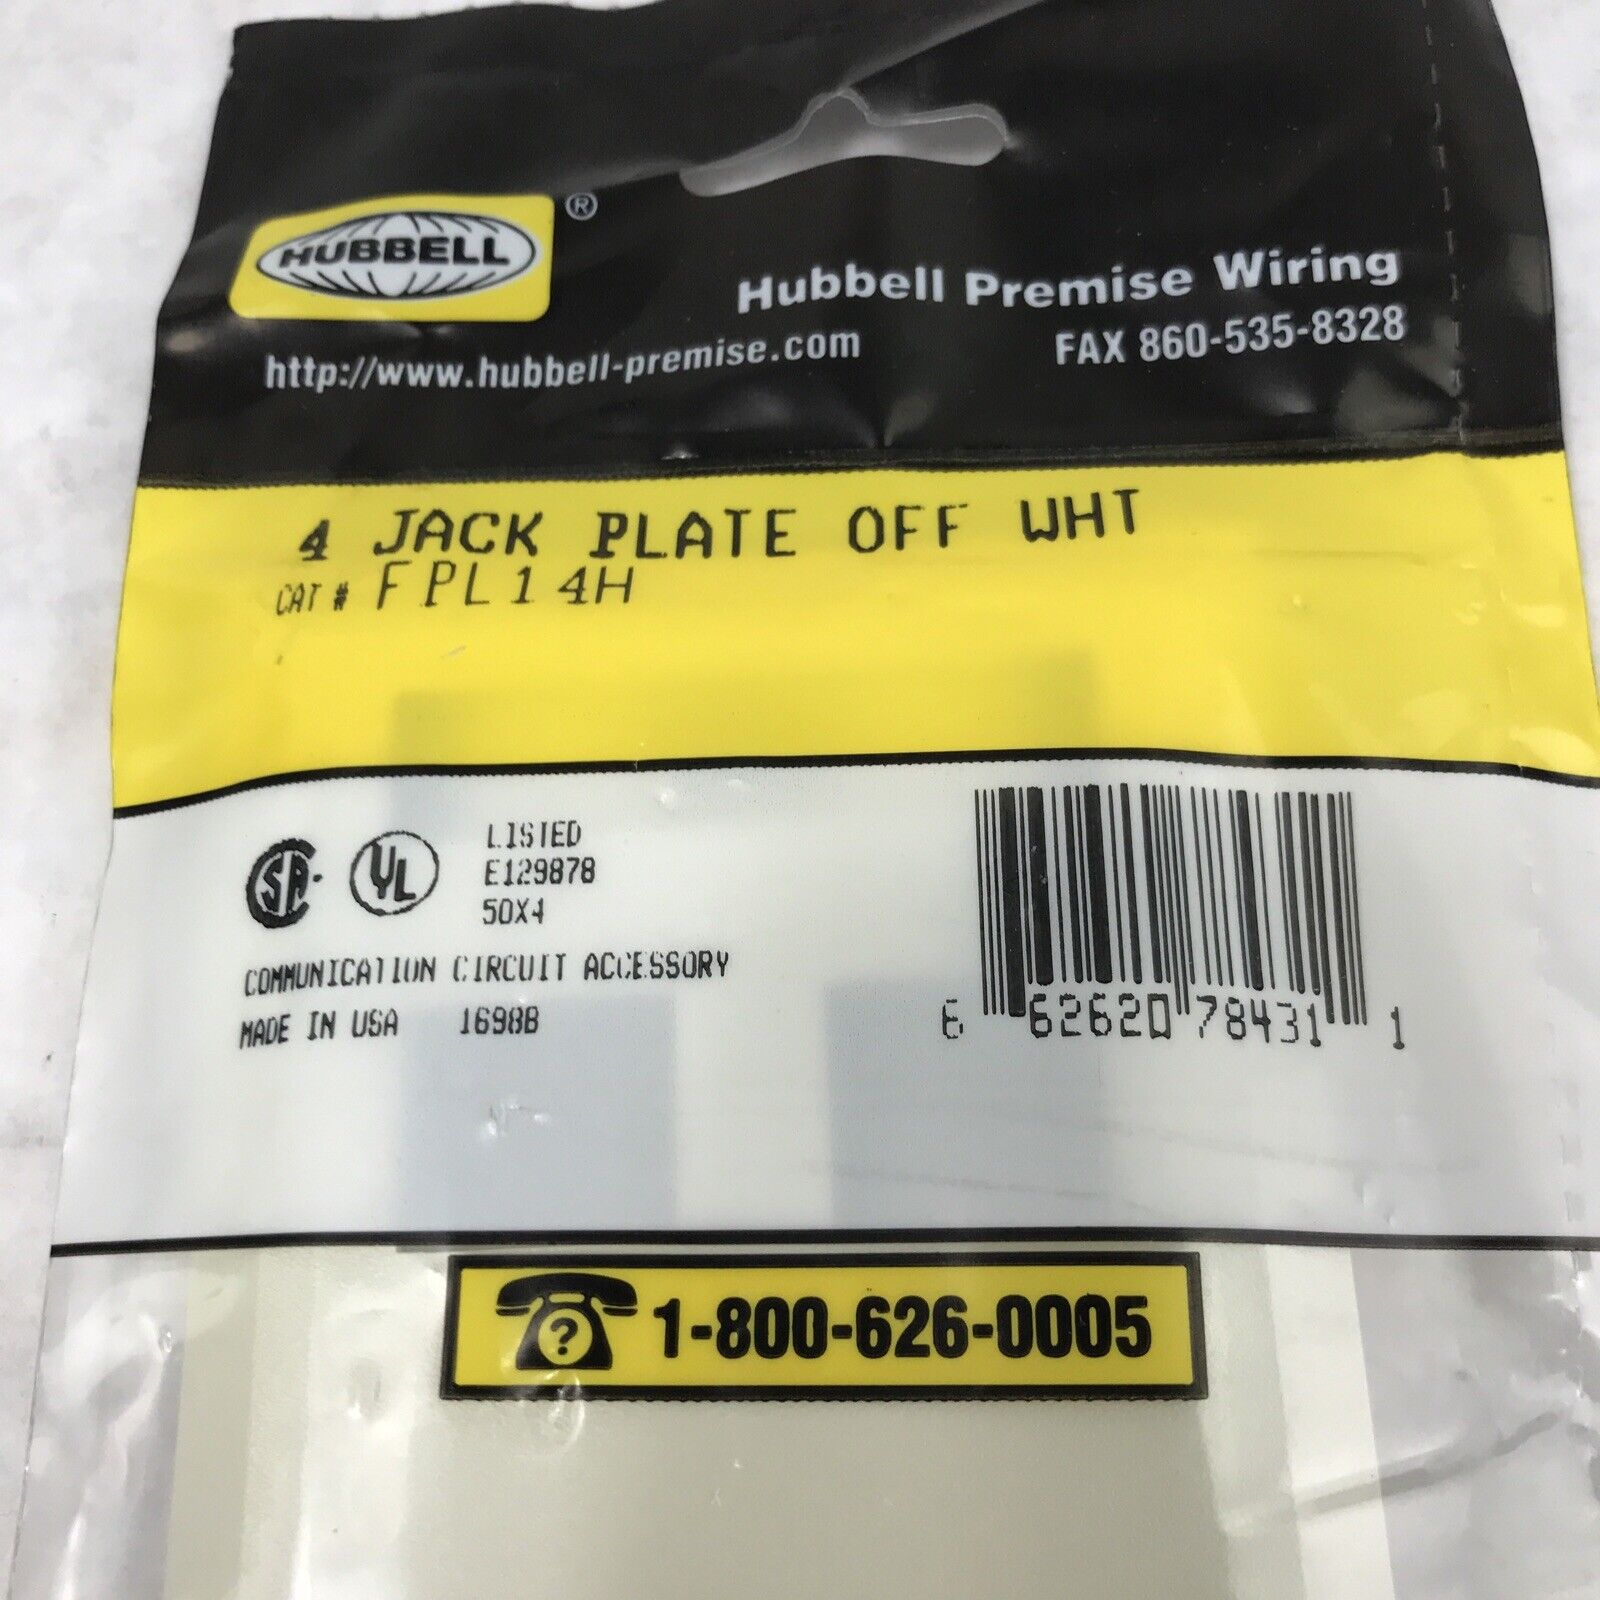 HUBBELL ®
Hubbell Premise Wiring
http://www.hubbell-premise.com
FAX 860-535-8328
4 JACK PLATE OFF WHT
CAT # FPL14H
SA UL
LISTED
E129878
50X4
COMMUNICATION CIRCUIT ACCESSORY
MADE IN USA 1698B
6 62620 78431 1
? 1-800-626-0005